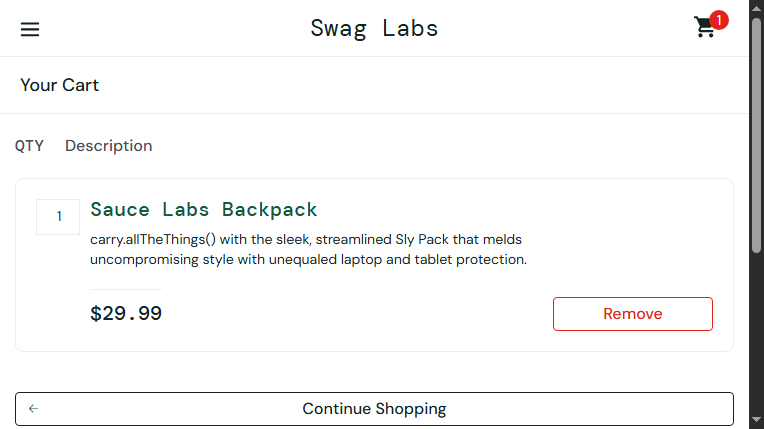 Swag Labs
1
Your Cart
QTY Description
1
Sauce Labs Backpack
carry.allTheThings() with the sleek, streamlined Sly Pack that melds
uncompromising style with unequaled laptop and tablet protection.
$29.99
Remove
Continue Shopping